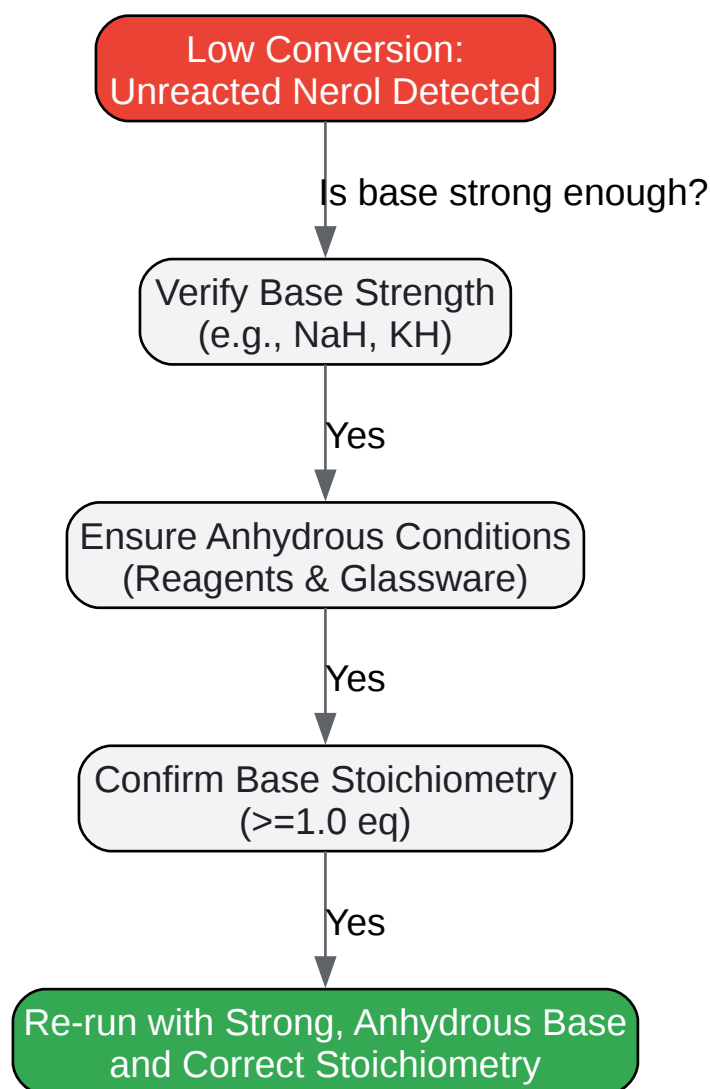 Low Conversion:
Unreacted Nerol Detected
Is base strong enough?
Verify Base Strength
(e.g., NaH, KH)
Yes
Ensure Anhydrous Conditions
(Reagents & Glassware)
Yes
Confirm Base Stoichiometry
(>=1.0 eq)
Yes
Re-run with Strong, Anhydrous Base
and Correct Stoichiometry